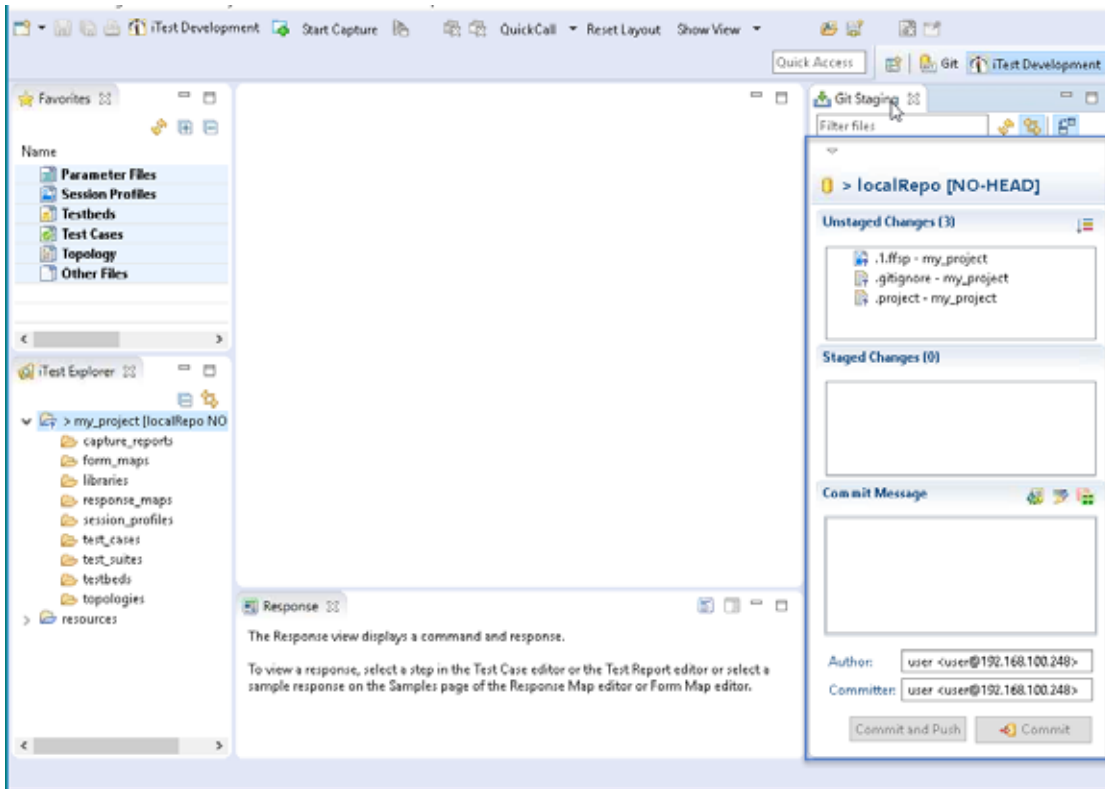 iTest Development Start Capture QuickCall Reset Layout Show View
Quick Access Git iTest Development
Favorites
Name
Parameter Files
Session Profiles
Testbeds
Test Cases
Topology
Other Files
iTest Explorer
> my_project [localRepo NO
capture_reports
form_maps
libraries
response_maps
session_profiles
test_cases
test_suites
testbeds
topologies
resources
Response
The Response view displays a command and response.
To view a response, select a step in the Test Case editor or the Test Report editor or select a
sample response on the Samples page of the Response Map editor or Form Map editor.
Git Staging
Filter files
> localRepo [NO-HEAD]
Unstaged Changes (3)
.1.ffsp - my_project
.gitignore - my_project
.project - my_project
Staged Changes (0)
Commit Message
Author: user <user@192.168.100.248>
Committer: user <user@192.168.100.248>
Commit and Push Commit